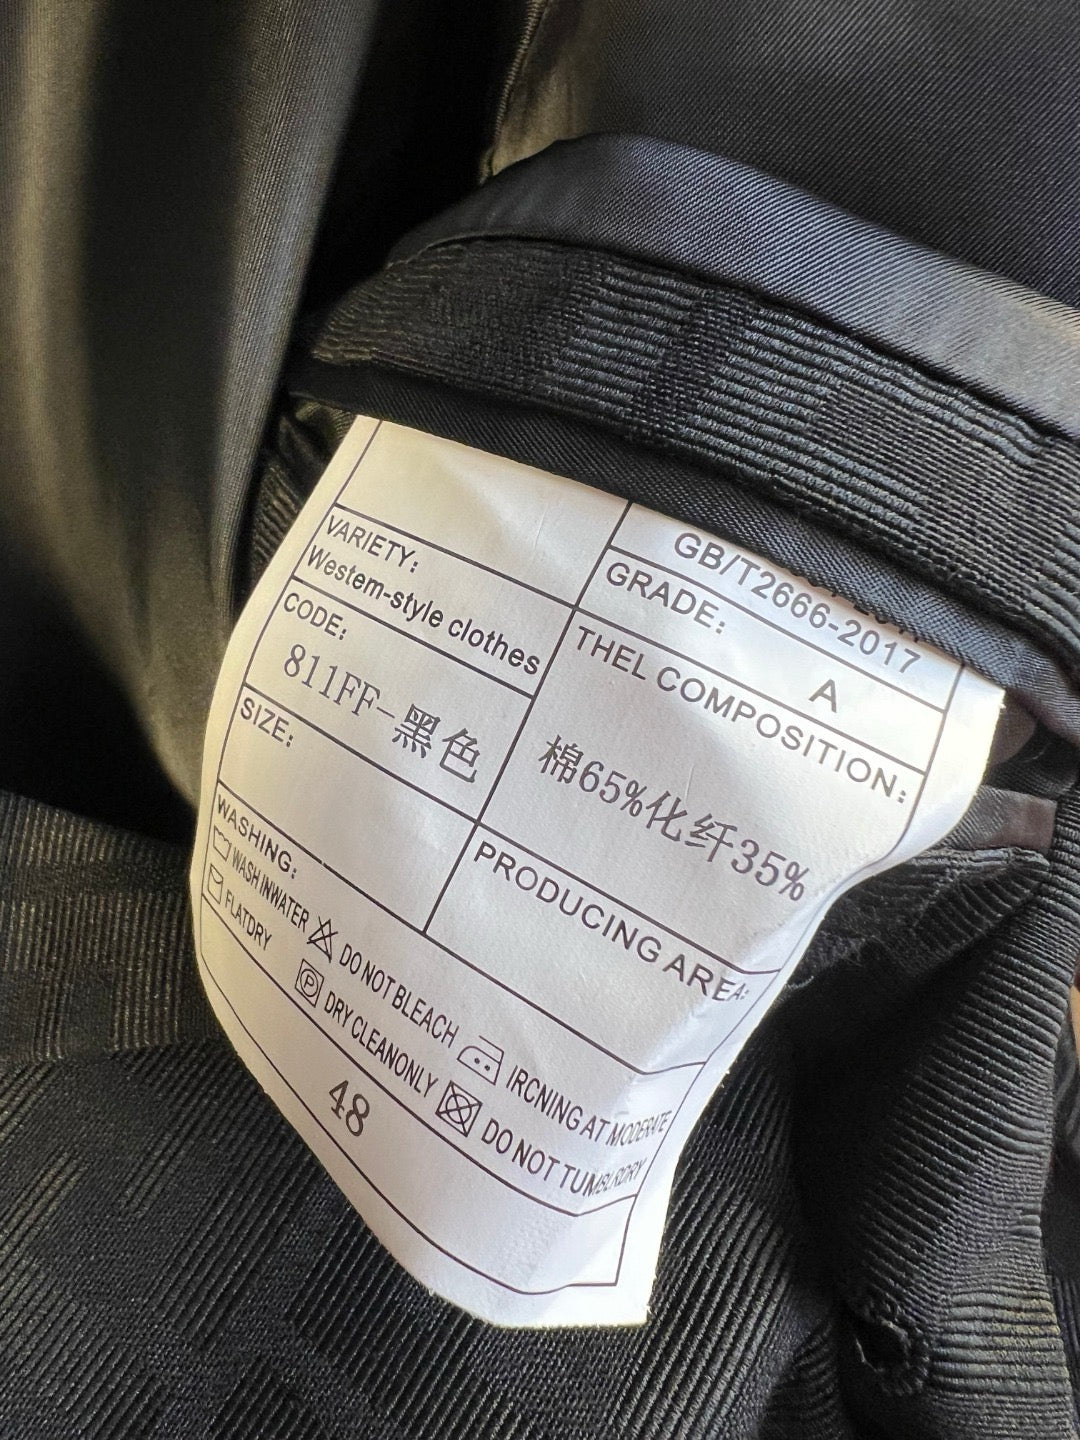 GB/T2666-2017
VARIETY:
Westem-style clothes
GRADE:
A
CODE:
811FF-黑色
THEL COMPOSITION:
棉65%化纤35%
SIZE:
PRODUCING AREA:
WASHING:
WASH INWATER DO NOT BLEACH IRCNING AT MODERATE
FLATDRY P DRY CLEANONLY DO NOT TUMBLRDRY
48